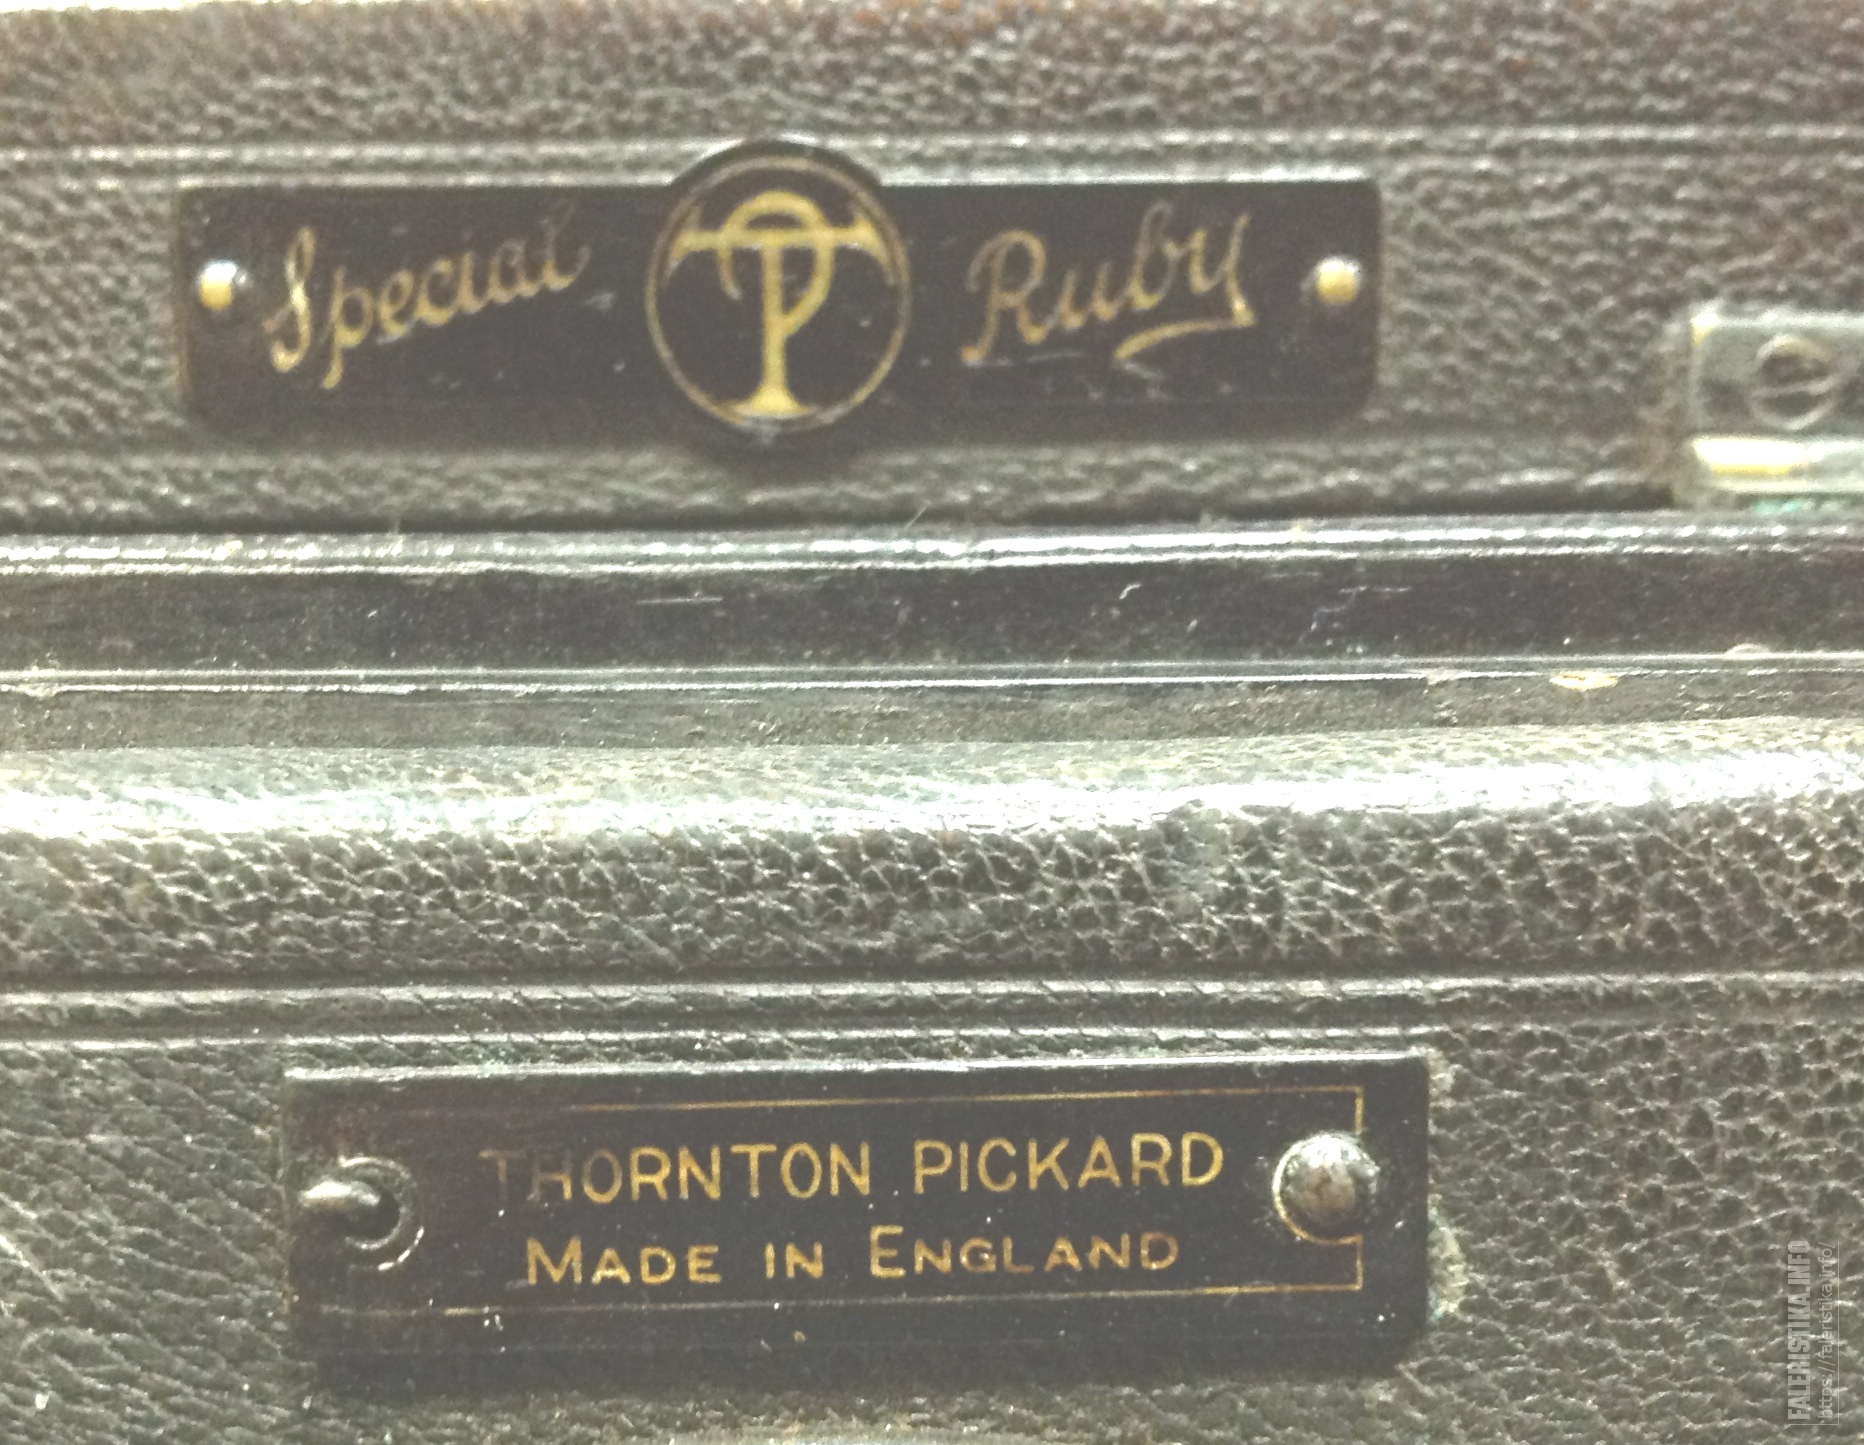 Special TP Ruby
THORNTON PICKARD
MADE IN ENGLAND
FALERISTIKA.INFO
https://faleristika.info/